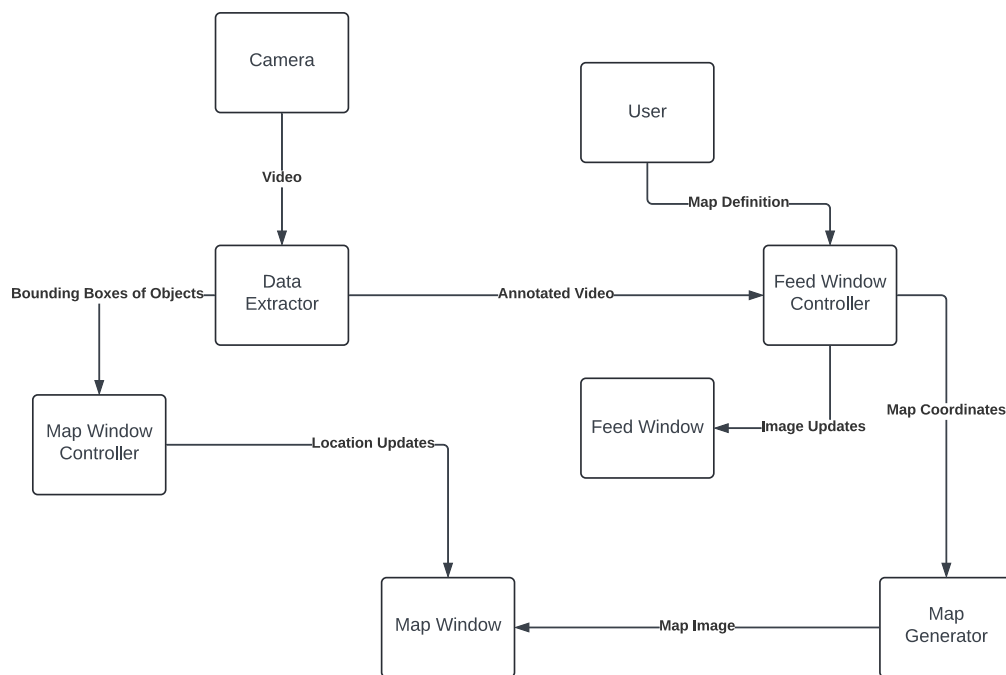 Camera
User
Video
Map Definition
Bounding Boxes of Objects
Data
Extractor
Annotated Video
Feed Window
Controller
Map Window
Controller
Location Updates
Feed Window
Image Updates
Map Coordinates
Map Window
Map Image
Map
Generator